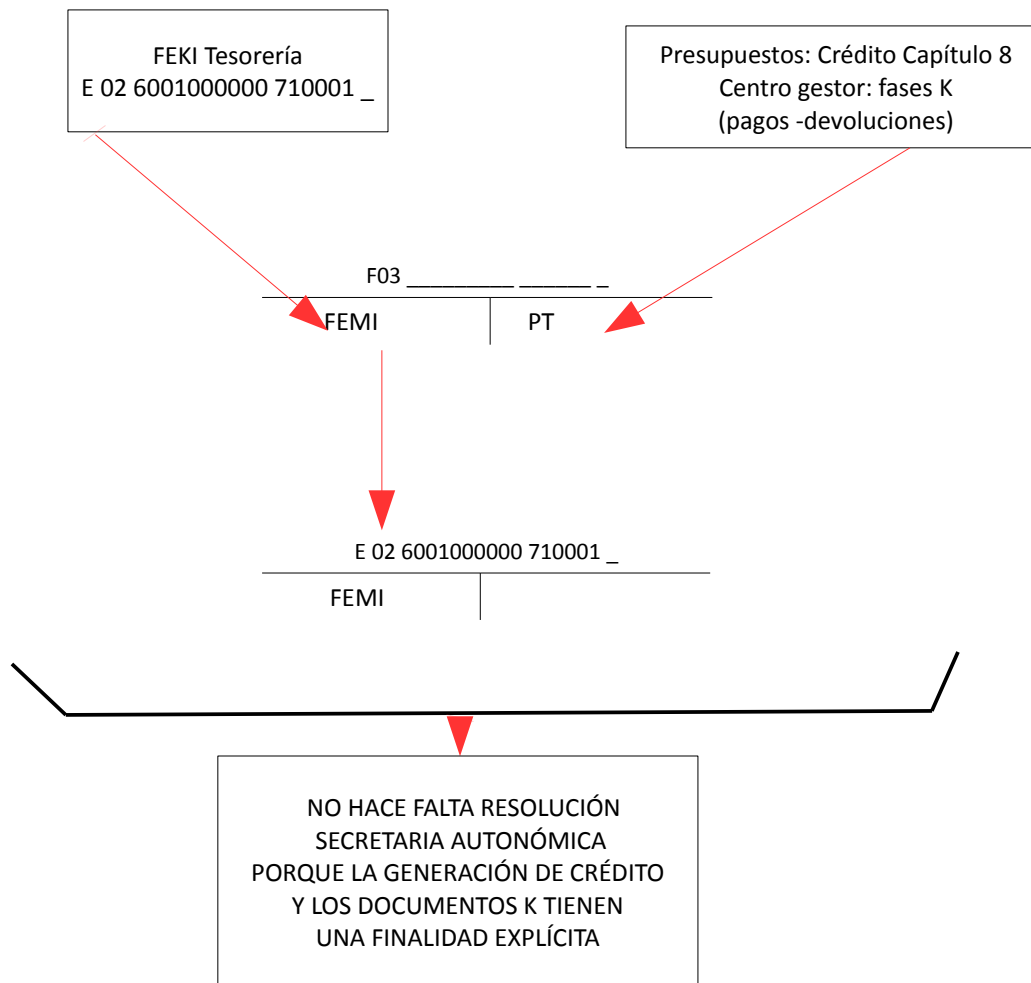 FEKI Tesorería
E 02 6001000000 710001 _
Presupuestos: Crédito Capítulo 8
Centro gestor: fases K
(pagos -devoluciones)
F03 _________ ______ _
FEMI PT
E 02 6001000000 710001 _
FEMI
NO HACE FALTA RESOLUCIÓN
SECRETARIA AUTONÓMICA
PORQUE LA GENERACIÓN DE CRÉDITO
Y LOS DOCUMENTOS K TIENEN
UNA FINALIDAD EXPLÍCITA